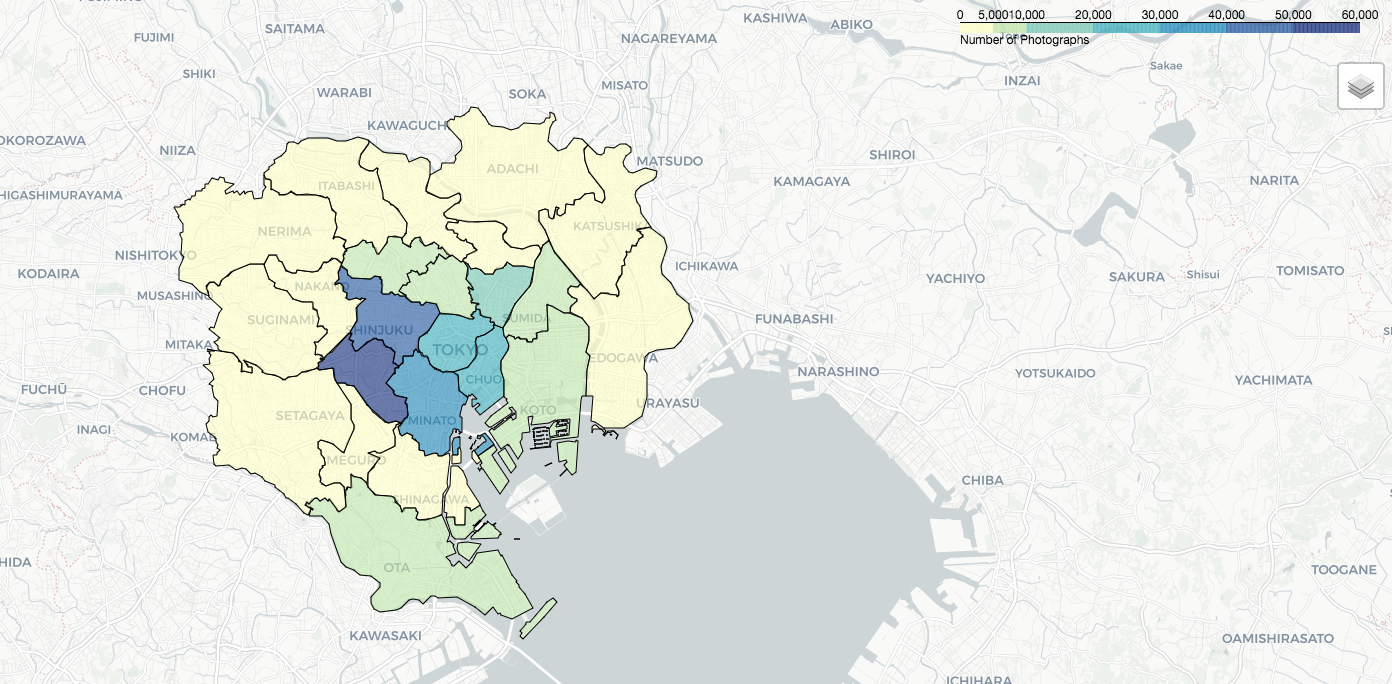 FUJIMI
SAITAMA
NAGAREYAMA
KASHIWA
ABIKO
0 5,000 10,000 20,000 30,000 40,000 50,000 60,000
Number of Photographs
SHIKI
WARABI
SOKA
MISATO
INZAI
Sakae
OKOROZAWA
NIIZA
KAWAGUCH
MATSUDO
SHIROI
HIGASHIMURAYAMA
ITABASHI
ADACHI
KAMAGAYA
NARITA
NERIMA
KATSUSHIK
NISHITOKYO
KODAIRA
ICHIKAWA
YACHIYO
SAKURA
Shisui
TOMISATO
MUSASHINO
NAKANO
SUGINAMI
SHINJUKU
SUMIDA
FUNABASHI
MITAKA
TOKYO
EDOGAWA
FUCHŪ
CHOFU
CHUO
NARASHINO
YOTSUKAIDO
YACHIMATA
SETAGAYA
MINATO
KOTO
URAYASU
INAGI
KOMAE
MEGURO
SHINAGAWA
CHIBA
HIDA
OTA
TOOGANE
KAWASAKI
OAMISHIRASATO
ICHIHARA